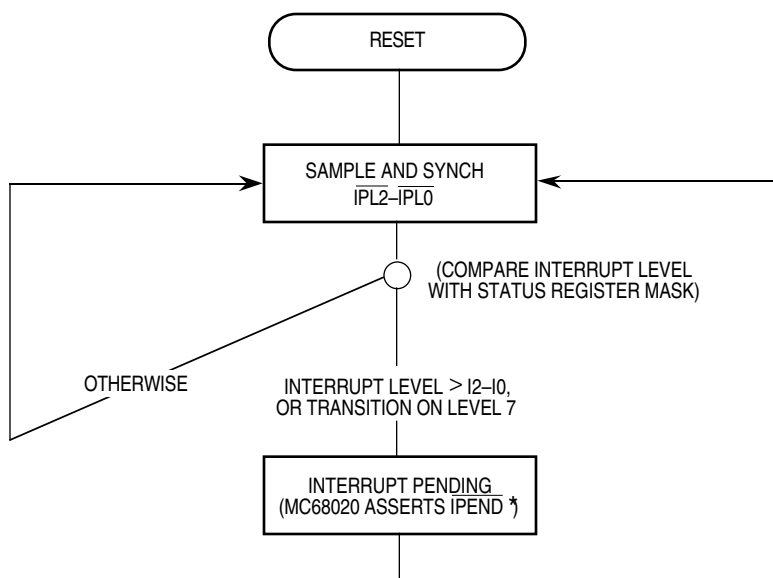 RESET
SAMPLE AND SYNCH
IPL2–IPL0
(COMPARE INTERRUPT LEVEL
WITH STATUS REGISTER MASK)
OTHERWISE
INTERRUPT LEVEL > I2–I0,
OR TRANSITION ON LEVEL 7
INTERRUPT PENDING
(MC68020 ASSERTS IPEND *)